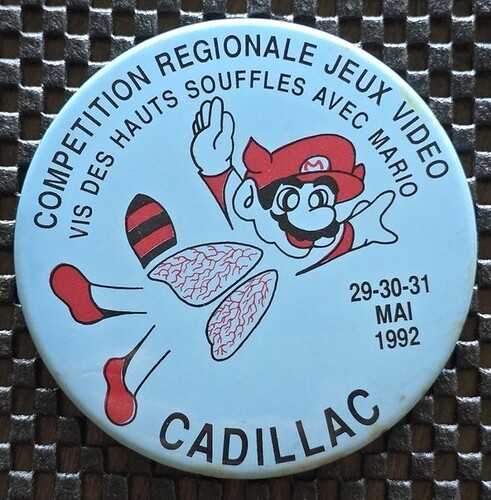 COMPETITION REGIONALE JEUX VIDEO
VIS DES HAUTS SOUFFLES AVEC MARIO
M
29-30-31
MAI
1992
CADILLAC